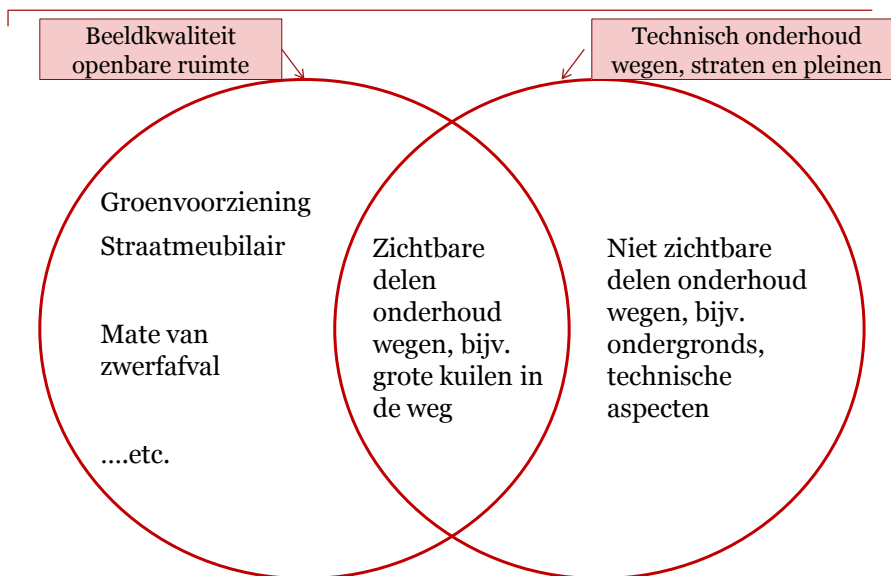 Beeldkwaliteit
openbare ruimte
Technisch onderhoud
wegen, straten en pleinen
Groenvoorziening
Straatmeubilair
Mate van
zwerfafval
....etc.
Zichtbare
delen
onderhoud
wegen, bijv.
grote kuilen in
de weg
Niet zichtbare
delen onderhoud
wegen, bijv.
ondergronds,
technische
aspecten